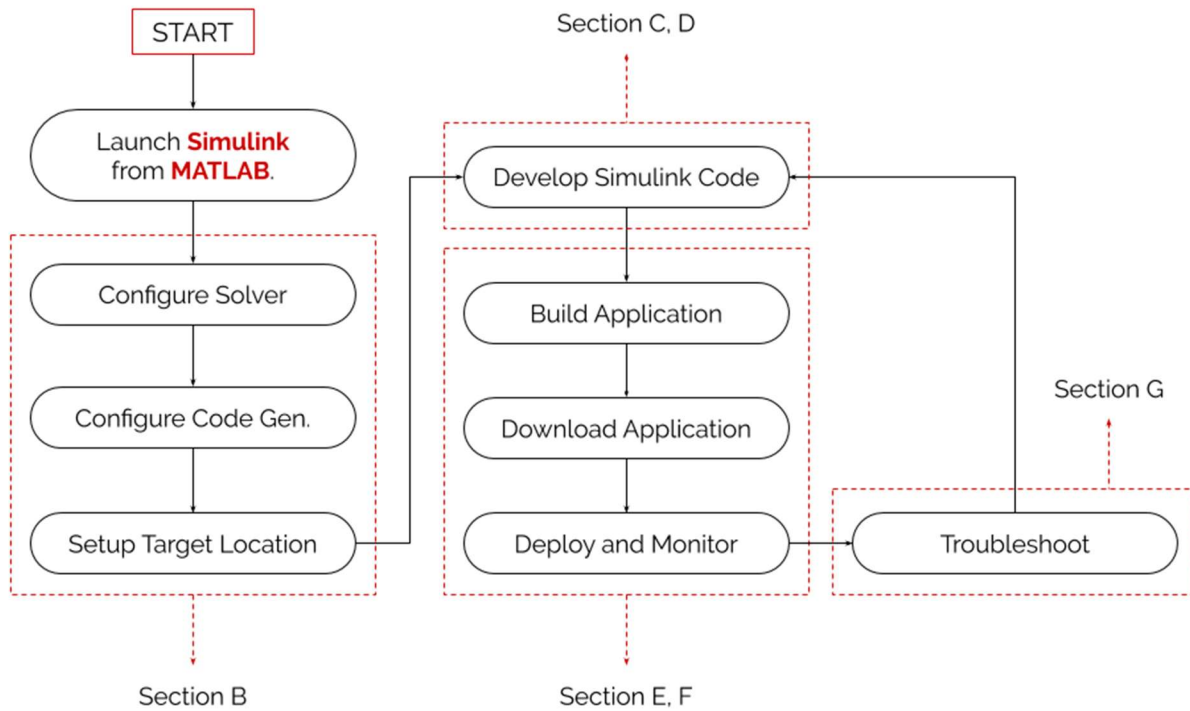 START
Launch Simulink
from MATLAB.
Configure Solver
Configure Code Gen.
Setup Target Location
Section B
Section C, D
Develop Simulink Code
Build Application
Download Application
Deploy and Monitor
Section E, F
Section G
Troubleshoot